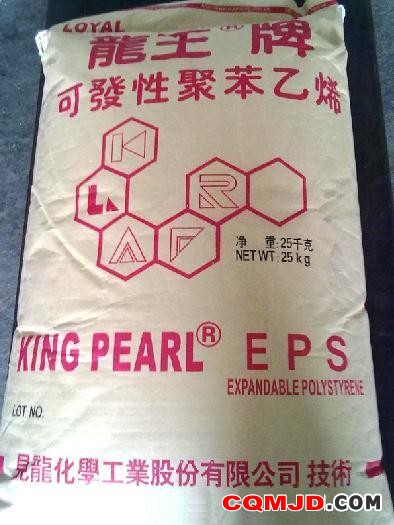 LOYAL
龍王®牌
可發性聚苯乙烯
K
L R
A F
净 重:25千克
NET WT: 25 kg
KING PEARL® EPS
EXPANDABLE POLYSTYRENE
LOT NO.
見龍化學工業股份有限公司 技術
CQMJD.COM